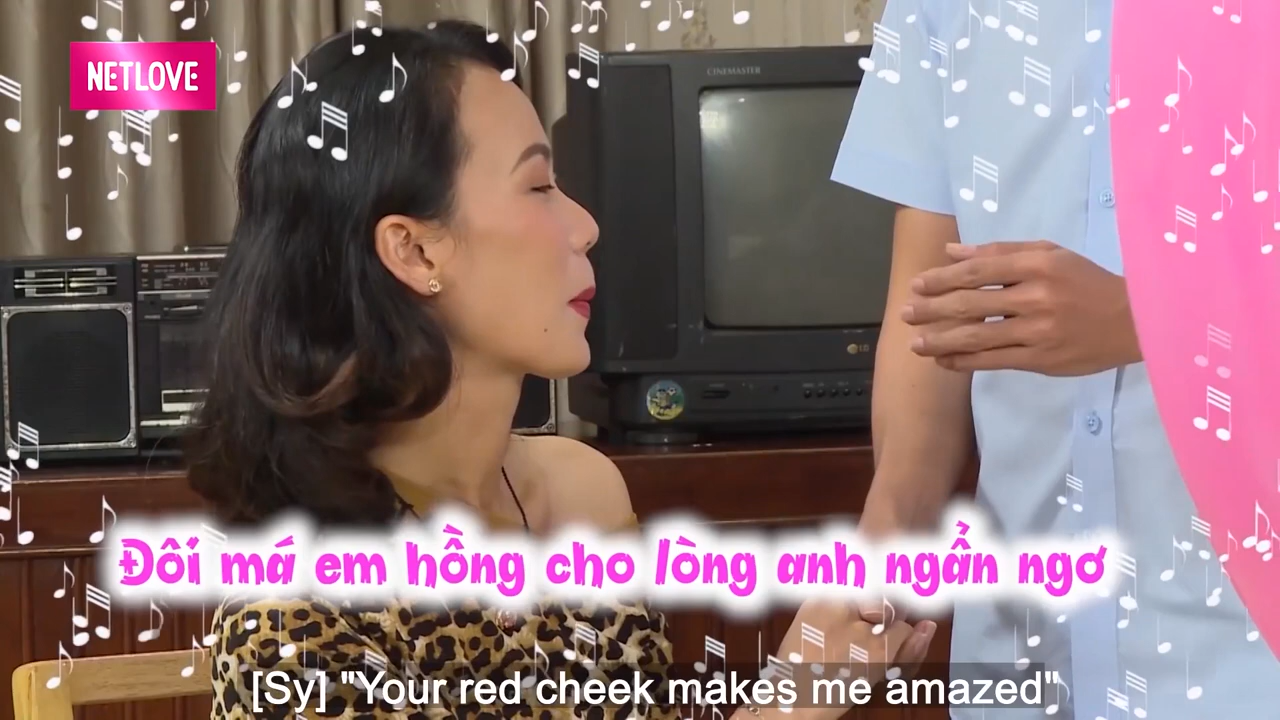 NETLOVE
CINEMASTER
LG
Đôi má em hồng cho lòng anh ngẩn ngơ
[Sy] "Your red cheek makes me amazed"